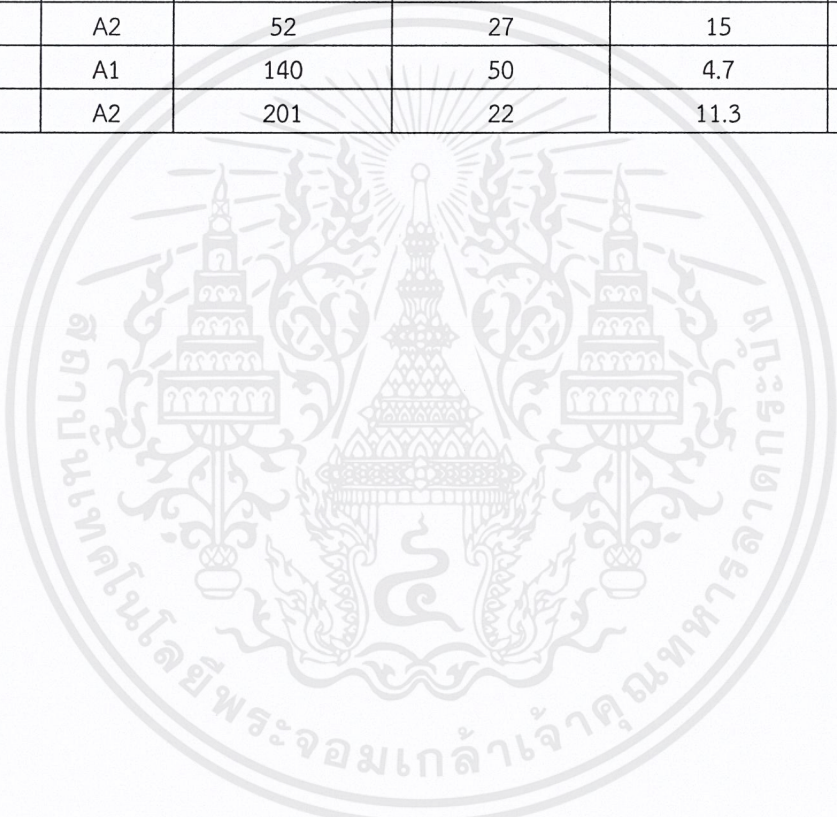 A2 52 27 15
A1 140 50 4.7
A2 201 22 11.3
สถาบันเทคโนโลยีพระจอมเกล้าเจ้าคุณทหารลาดกระบัง